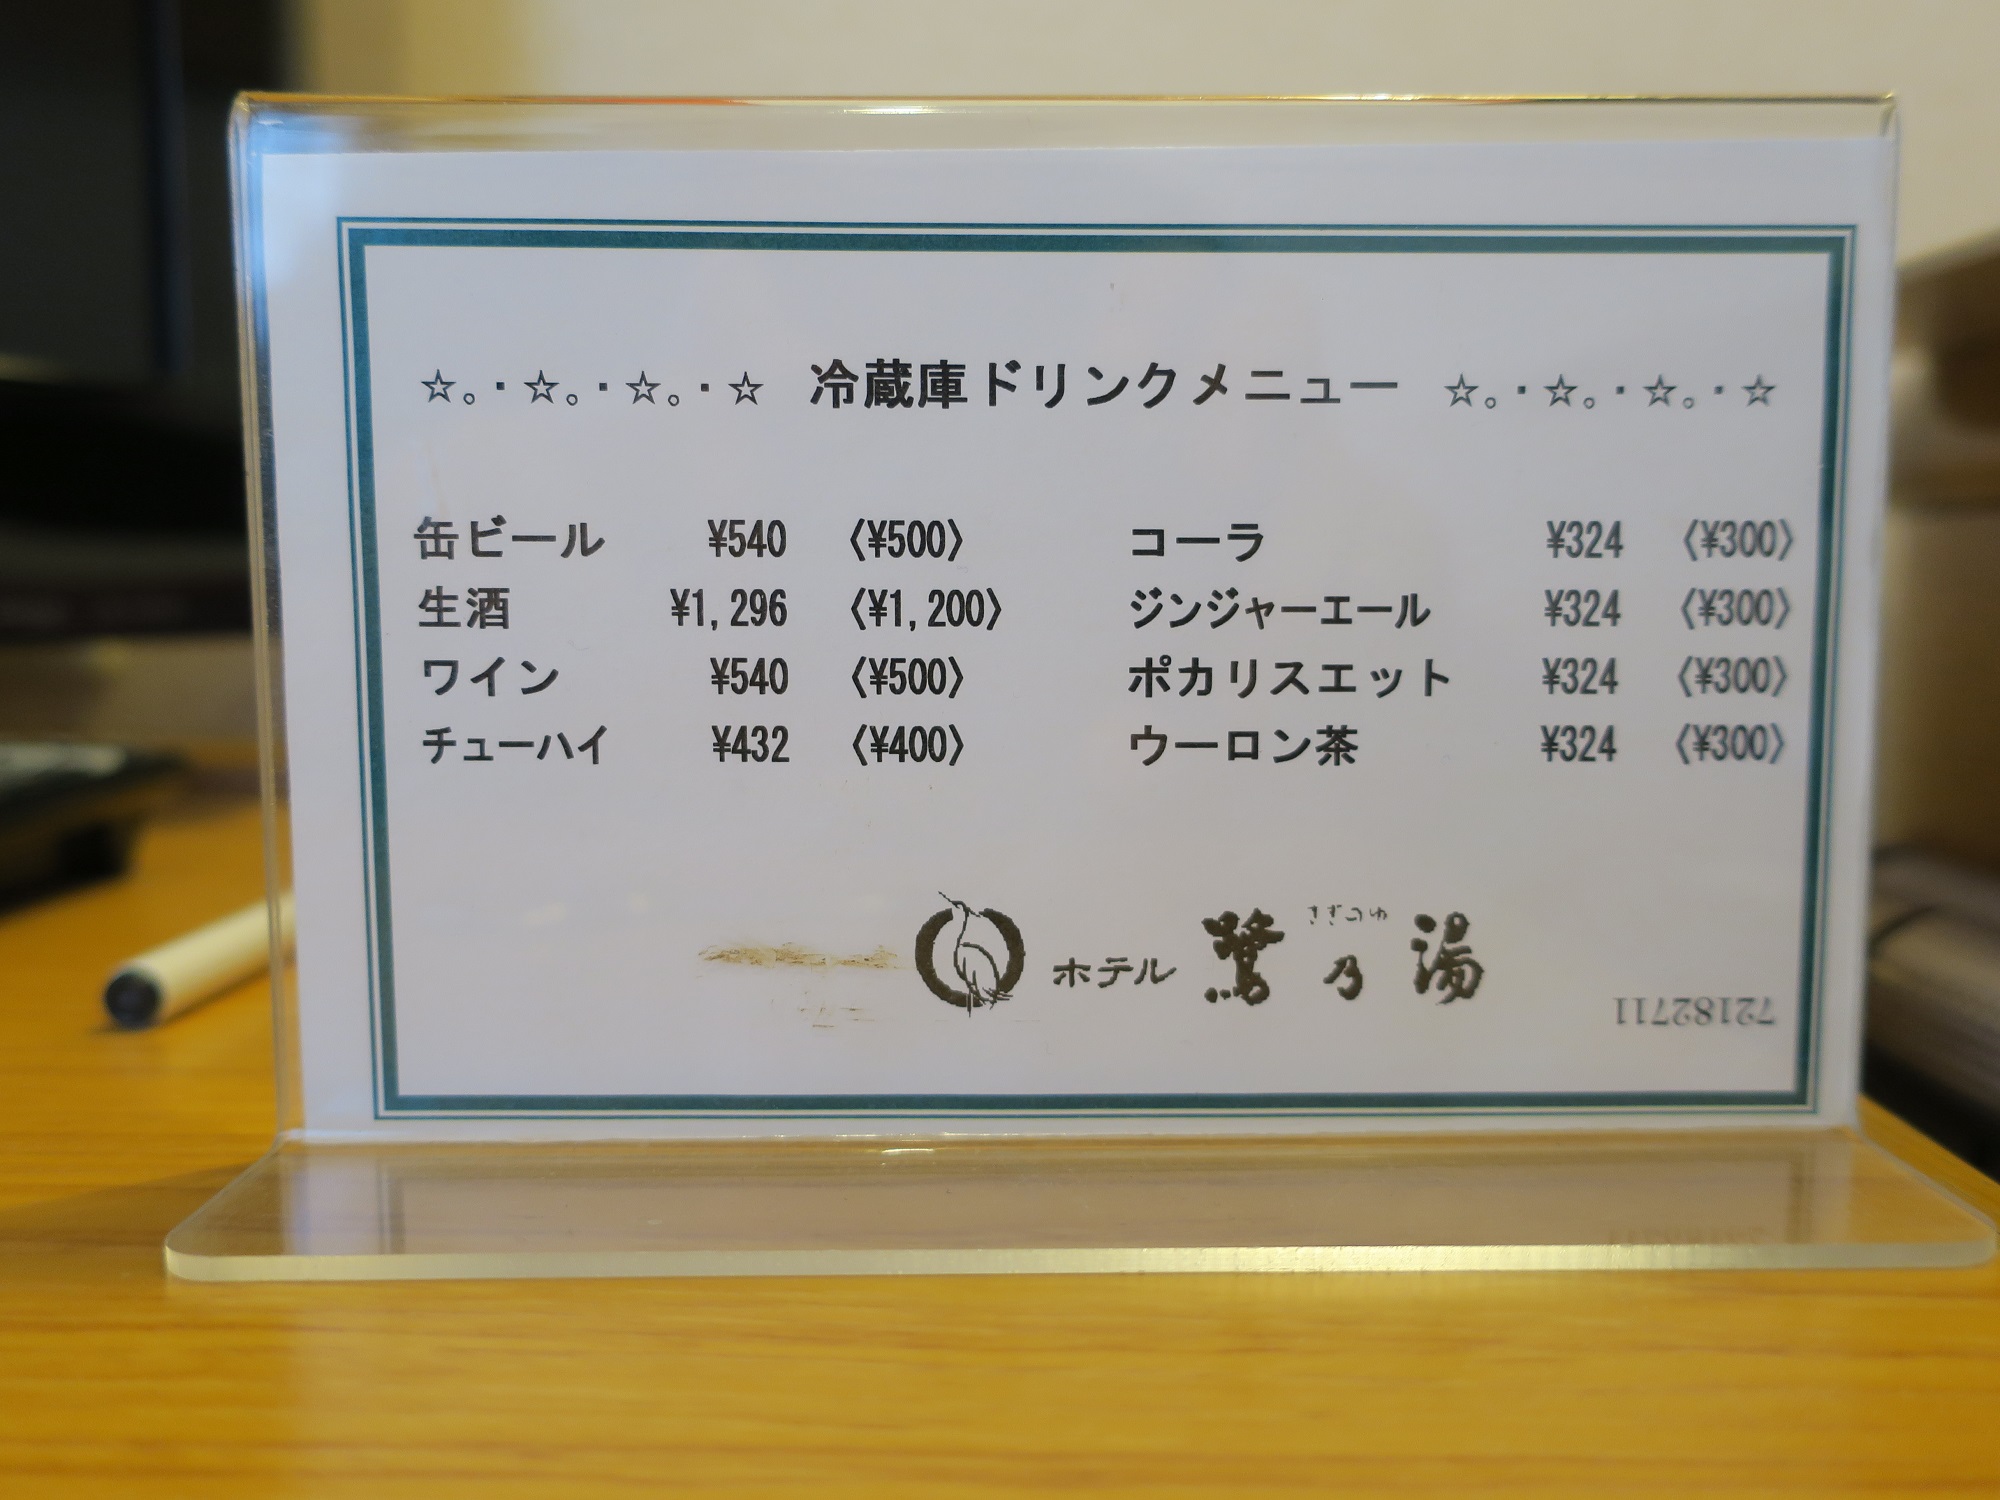 ☆。・☆。・☆。・☆ 冷蔵庫ドリンクメニュー ☆。・☆。・☆。・☆
缶ビール ¥540 〈¥500〉 コーラ ¥324 〈¥300〉
生酒 ¥1,296 〈¥1,200〉 ジンジャーエール ¥324 〈¥300〉
ワイン ¥540 〈¥500〉 ポカリスエット ¥324 〈¥300〉
チューハイ ¥432 〈¥400〉 ウーロン茶 ¥324 〈¥300〉
さぎのゆ
ホテル 鷺乃湯
72182711